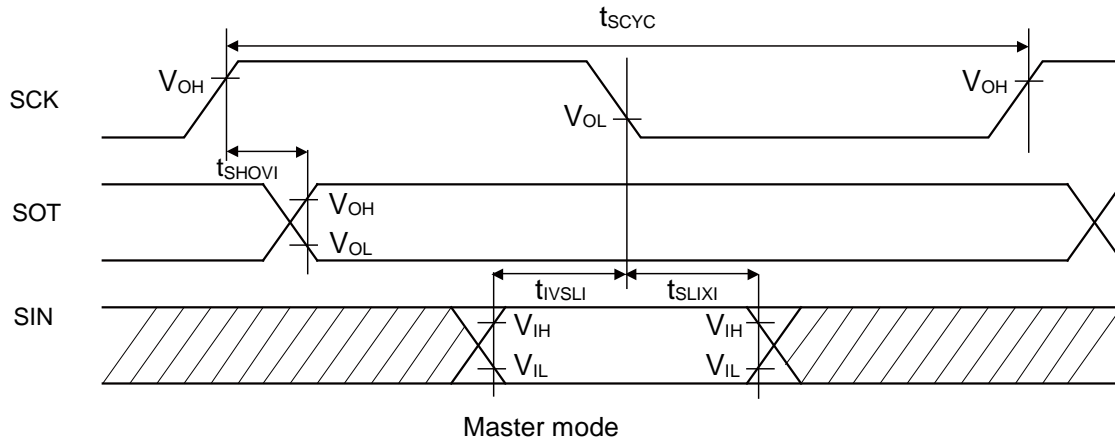 tSCYC
SCK
VOH
VOL
VOH
tSHOVI
SOT
VOH
VOL
tIVSLI
tSLIXI
SIN
VIH
VIH
VIL
VIL
Master mode